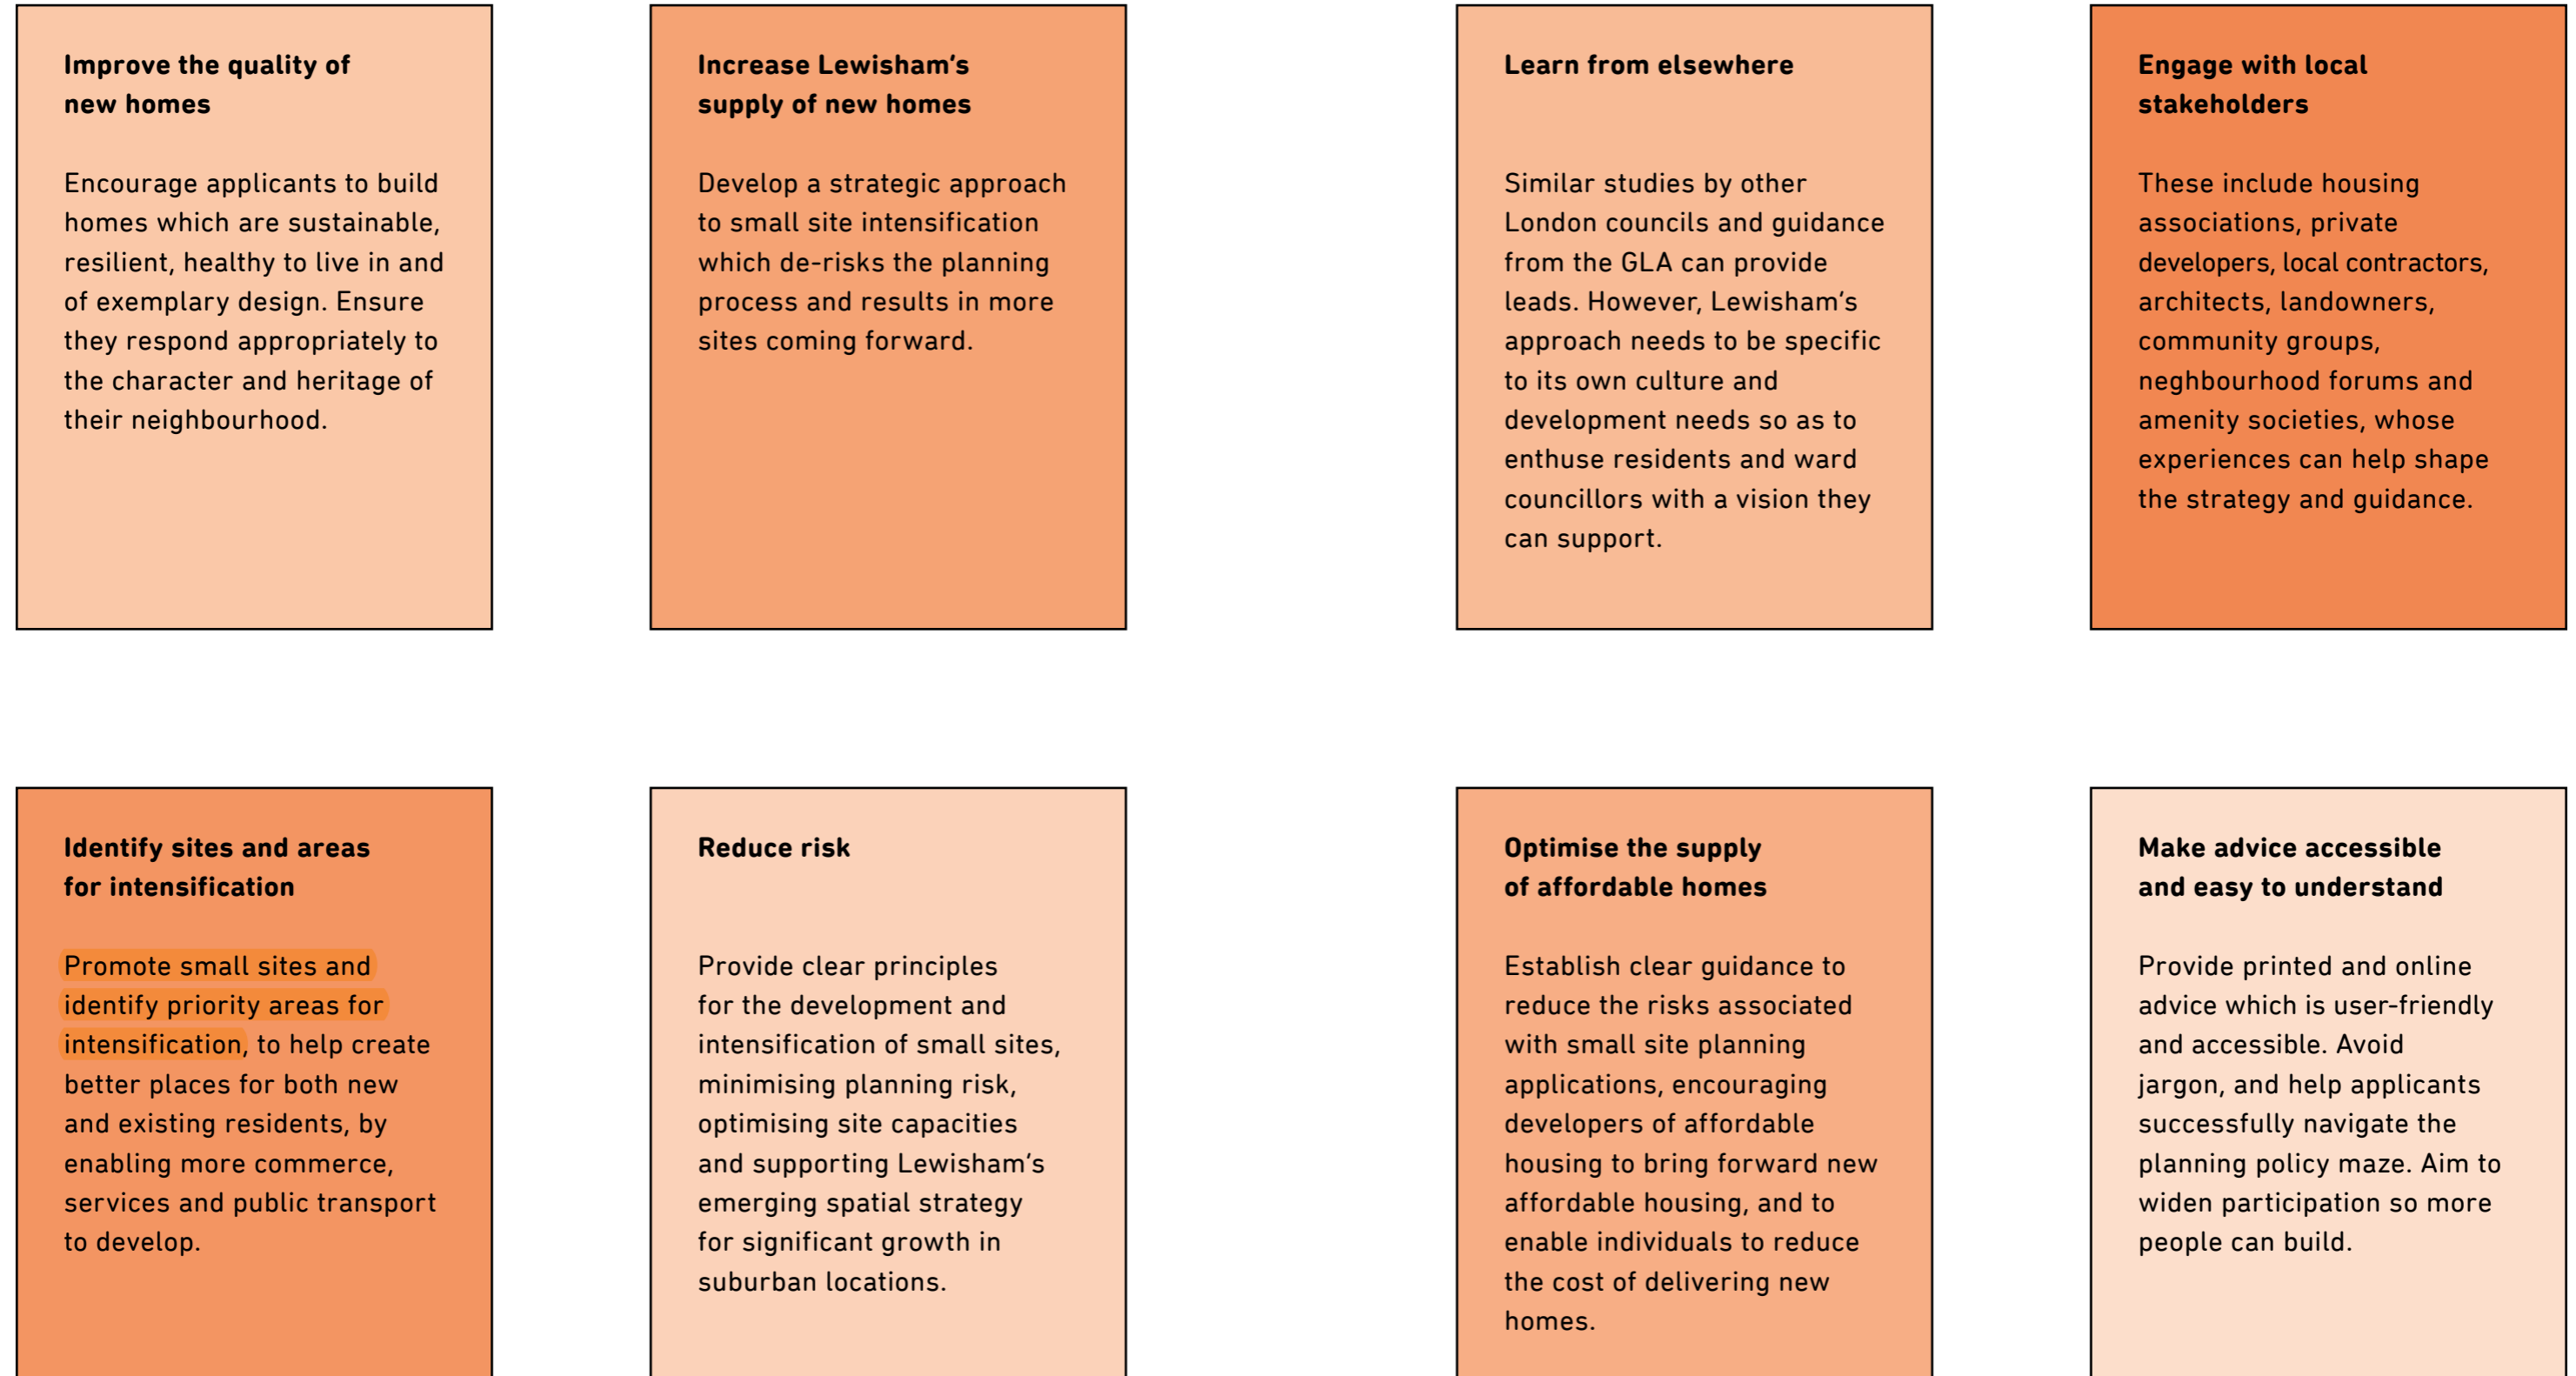 Improve the quality of
new homes
Encourage applicants to build
homes which are sustainable,
resilient, healthy to live in and
of exemplary design. Ensure
they respond appropriately to
the character and heritage of
their neighbourhood.
Increase Lewisham's
supply of new homes
Develop a strategic approach
to small site intensification
which de-risks the planning
process and results in more
sites coming forward.
Learn from elsewhere
Similar studies by other
London councils and guidance
from the GLA can provide
leads. However, Lewisham's
approach needs to be specific
to its own culture and
development needs so as to
enthuse residents and ward
councillors with a vision they
can support.
Engage with local
stakeholders
These include housing
associations, private
developers, local contractors,
architects, landowners,
community groups,
neghbourhood forums and
amenity societies, whose
experiences can help shape
the strategy and guidance.
Identify sites and areas
for intensification
Promote small sites and
identify priority areas for
intensification, to help create
better places for both new
and existing residents, by
enabling more commerce,
services and public transport
to develop.
Reduce risk
Provide clear principles
for the development and
intensification of small sites,
minimising planning risk,
optimising site capacities
and supporting Lewisham's
emerging spatial strategy
for significant growth in
suburban locations.
Optimise the supply
of affordable homes
Establish clear guidance to
reduce the risks associated
with small site planning
applications, encouraging
developers of affordable
housing to bring forward new
affordable housing, and to
enable individuals to reduce
the cost of delivering new
homes.
Make advice accessible
and easy to understand
Provide printed and online
advice which is user-friendly
and accessible. Avoid
jargon, and help applicants
successfully navigate the
planning policy maze. Aim to
widen participation so more
people can build.